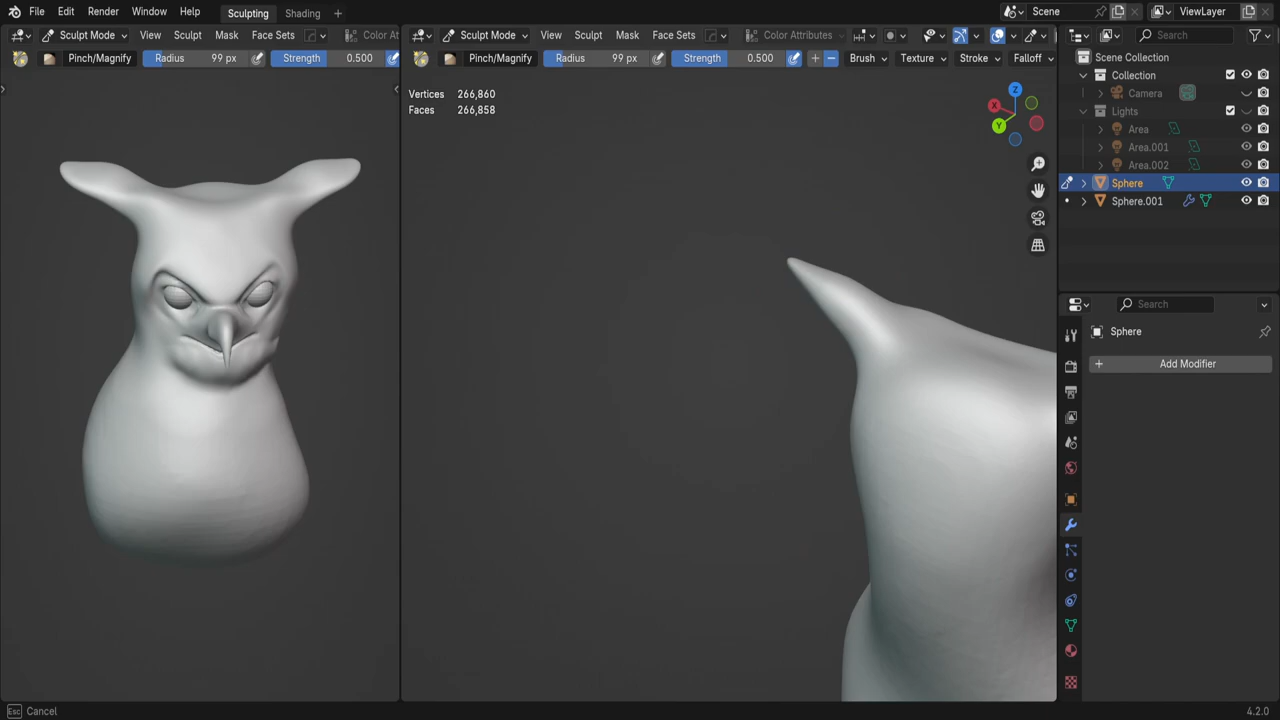 File Edit Render Window Help Sculpting Shading + Scene ViewLayer
Sculpt Mode View Sculpt Mask Face Sets Color At Sculpt Mode View Sculpt Mask Face Sets Color Attributes Search
Pinch/Magnify Radius 99 px Strength 0.500 Pinch/Magnify Radius 99 px Strength 0.500 + − Brush Texture Stroke Falloff
Scene Collection
Collection
Camera
Lights
Area
Area.001
Area.002
Sphere
Sphere.001
Vertices 266,860
Faces 266,858
Z
X
Y
Search
Sphere
+ Add Modifier
Esc Cancel
4.2.0